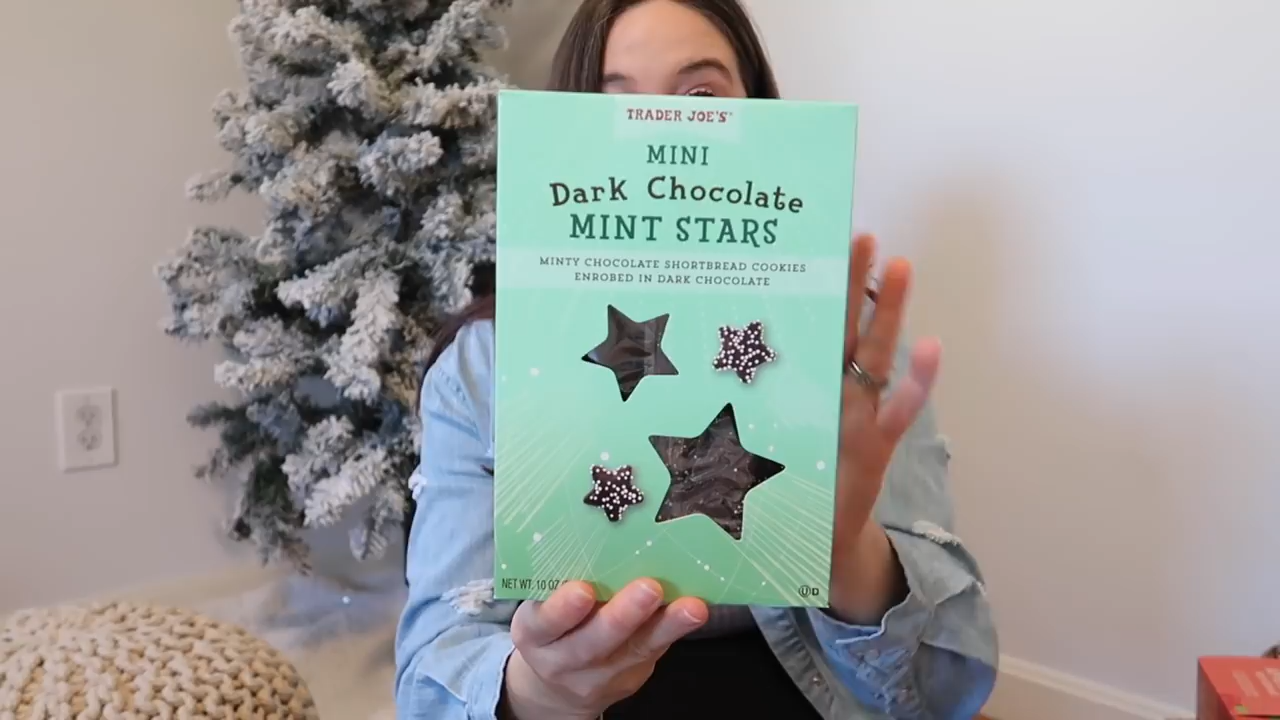 TRADER JOE'S
MINI
Dark Chocolate
MINT STARS
MINTY CHOCOLATE SHORTBREAD COOKIES
ENROBED IN DARK CHOCOLATE
NET WT. 10 OZ
U D